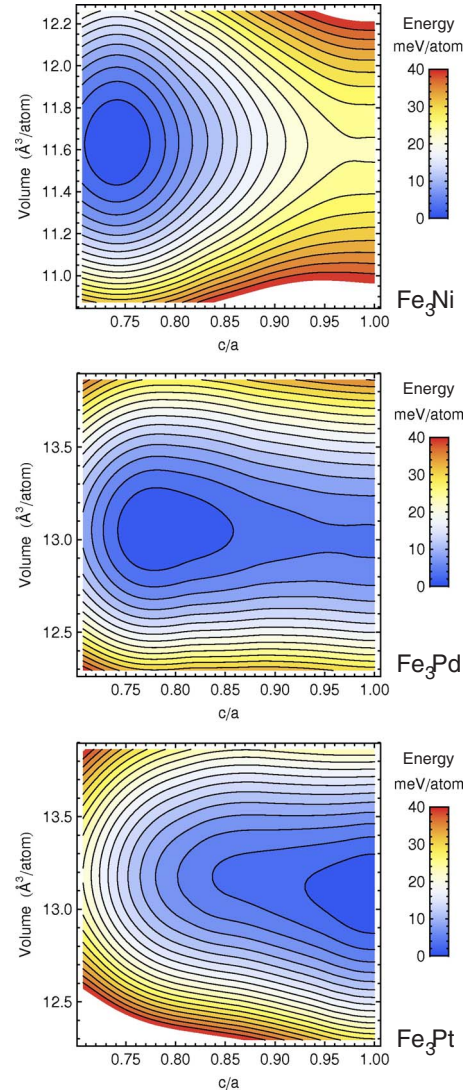 12.2
12.0
11.8
11.6
11.4
11.2
11.0
Volume (Å³/atom)
0.75 0.80 0.85 0.90 0.95 1.00
c/a
Energy
meV/atom
40
30
20
10
0
Fe₃Ni
13.5
13.0
12.5
Volume (Å³/atom)
0.75 0.80 0.85 0.90 0.95 1.00
c/a
Energy
meV/atom
40
30
20
10
0
Fe₃Pd
13.5
13.0
12.5
Volume (Å³/atom)
0.75 0.80 0.85 0.90 0.95 1.00
c/a
Energy
meV/atom
40
30
20
10
0
Fe₃Pt